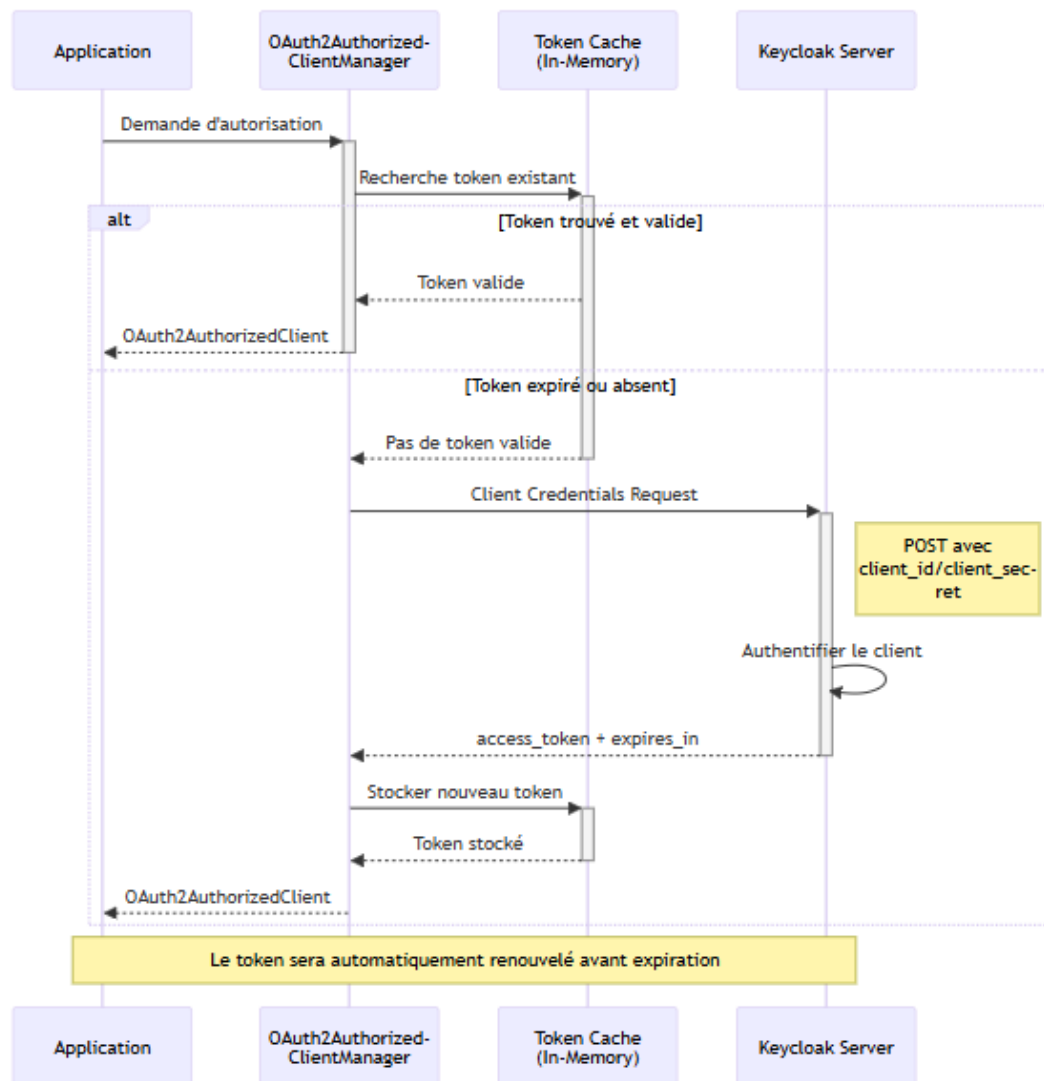 Application
OAuth2Authorized-
ClientManager
Token Cache
(In-Memory)
Keycloak Server
Demande d'autorisation
Recherche token existant
alt
[Token trouvé et valide]
Token valide
OAuth2AuthorizedClient
[Token expiré ou absent]
Pas de token valide
Client Credentials Request
POST avec
client_id/client_sec-
ret
Authentifier le client
access_token + expires_in
Stocker nouveau token
Token stocké
OAuth2AuthorizedClient
Le token sera automatiquement renouvelé avant expiration
Application
OAuth2Authorized-
ClientManager
Token Cache
(In-Memory)
Keycloak Server